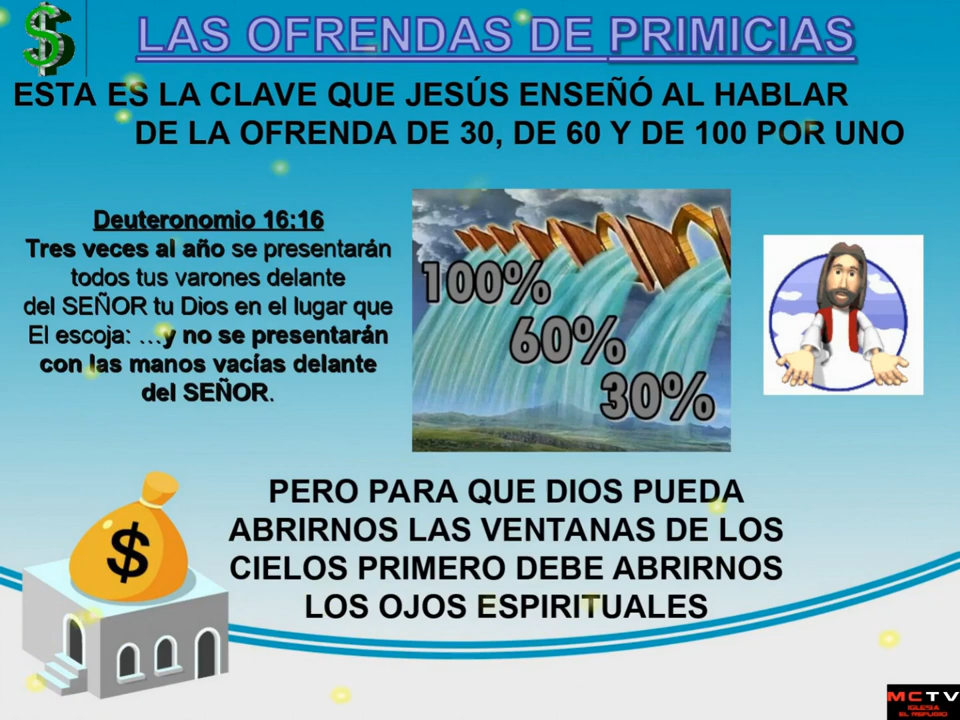 $
LAS OFRENDAS DE PRIMICIAS
ESTA ES LA CLAVE QUE JESÚS ENSEÑÓ AL HABLAR
DE LA OFRENDA DE 30, DE 60 Y DE 100 POR UNO
Deuteronomio 16:16
Tres veces al año se presentarán
todos tus varones delante
del SEÑOR tu Dios en el lugar que
El escoja: …y no se presentarán
con las manos vacías delante
del SEÑOR.
100%
60%
30%
$
PERO PARA QUE DIOS PUEDA
ABRIRNOS LAS VENTANAS DE LOS
CIELOS PRIMERO DEBE ABRIRNOS
LOS OJOS ESPIRITUALES
MCTV
IGLESIA
EL REFUGIO